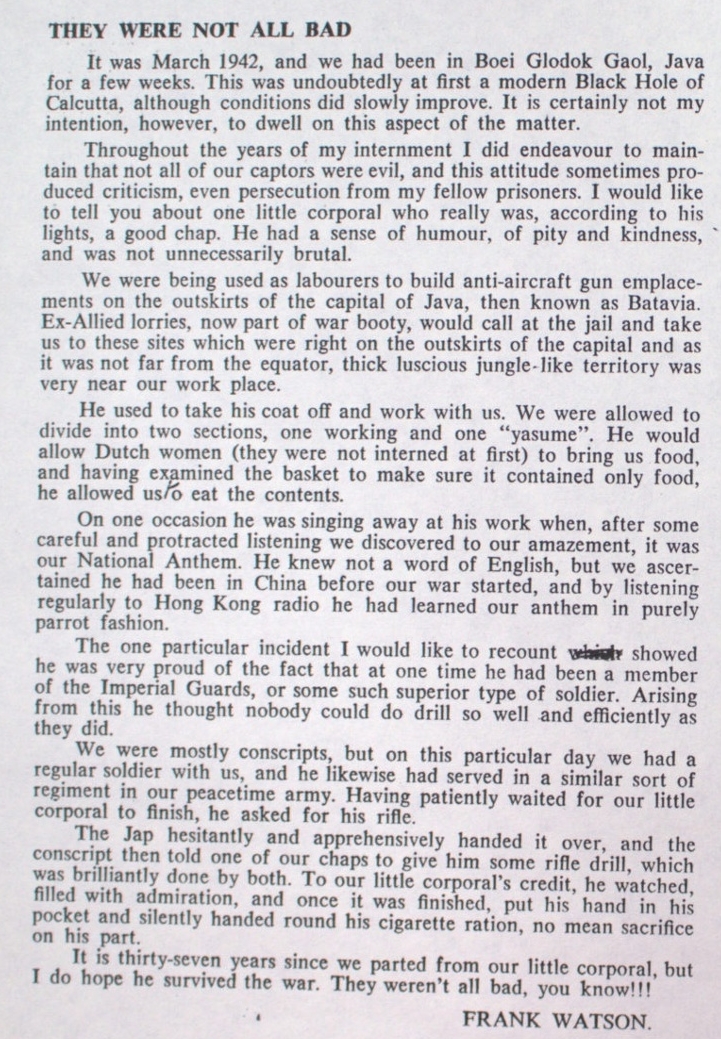 THEY WERE NOT ALL BAD
It was March 1942, and we had been in Boei Glodok Gaol, Java
for a few weeks. This was undoubtedly at first a modern Black Hole of
Calcutta, although conditions did slowly improve. It is certainly not my
intention, however, to dwell on this aspect of the matter.
Throughout the years of my internment I did endeavour to main-
tain that not all of our captors were evil, and this attitude sometimes pro-
duced criticism, even persecution from my fellow prisoners. I would like
to tell you about one little corporal who really was, according to his
lights, a good chap. He had a sense of humour, of pity and kindness,
and was not unnecessarily brutal.
We were being used as labourers to build anti-aircraft gun emplace-
ments on the outskirts of the capital of Java, then known as Batavia.
Ex-Allied lorries, now part of war booty, would call at the jail and take
us to these sites which were right on the outskirts of the capital and as
it was not far from the equator, thick luscious jungle-like territory was
very near our work place.
He used to take his coat off and work with us. We were allowed to
divide into two sections, one working and one “yasume”. He would
allow Dutch women (they were not interned at first) to bring us food,
and having examined the basket to make sure it contained only food,
he allowed us to eat the contents.
On one occasion he was singing away at his work when, after some
careful and protracted listening we discovered to our amazement, it was
our National Anthem. He knew not a word of English, but we ascer-
tained he had been in China before our war started, and by listening
regularly to Hong Kong radio he had learned our anthem in purely
parrot fashion.
The one particular incident I would like to recount which showed
he was very proud of the fact that at one time he had been a member
of the Imperial Guards, or some such superior type of soldier. Arising
from this he thought nobody could do drill so well and efficiently as
they did.
We were mostly conscripts, but on this particular day we had a
regular soldier with us, and he likewise had served in a similar sort of
regiment in our peacetime army. Having patiently waited for our little
corporal to finish, he asked for his rifle.
The Jap hesitantly and apprehensively handed it over, and the
conscript then told one of our chaps to give him some rifle drill, which
was brilliantly done by both. To our little corporal's credit, he watched,
filled with admiration, and once it was finished, put his hand in his
pocket and silently handed round his cigarette ration, no mean sacrifice
on his part.
It is thirty-seven years since we parted from our little corporal, but
I do hope he survived the war. They weren't all bad, you know!!!
FRANK WATSON.